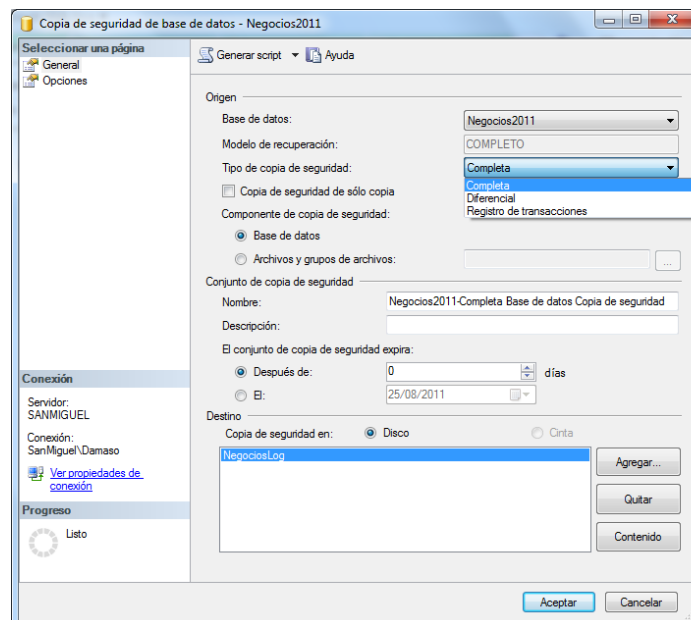 Copia de seguridad de base de datos - Negocios2011
Seleccionar una página
General
Opciones
Generar script
Ayuda
Origen
Base de datos:
Negocios2011
Modelo de recuperación:
COMPLETO
Tipo de copia de seguridad:
Completa
Completa
Diferencial
Registro de transacciones
Copia de seguridad de sólo copia
Componente de copia de seguridad:
Base de datos
Archivos y grupos de archivos:
...
Conjunto de copia de seguridad
Nombre:
Negocios2011-Completa Base de datos Copia de seguridad
Descripción:
El conjunto de copia de seguridad expira:
Después de:
0
días
El:
25/08/2011
Destino
Copia de seguridad en:
Disco
Cinta
NegociosLog
Agregar...
Quitar
Contenido
Conexión
Servidor:
SANMIGUEL
Conexión:
SanMiguel\Damaso
Ver propiedades de
conexión
Progreso
Listo
Aceptar
Cancelar